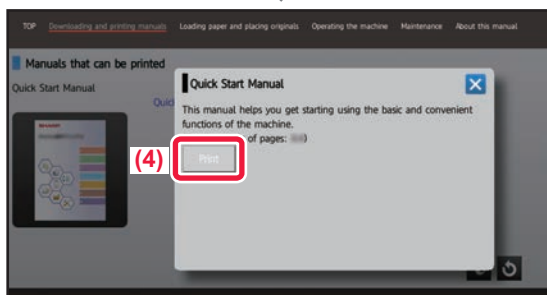 TOP Downloading and printing manuals Loading paper and placing originals Operating the machine Maintenance About this manual
Manuals that can be printed
Quick Start Manual
Quick Start Manual
This manual helps you get starting using the basic and convenient
functions of the machine.
of pages:
(4)
Print
SHARP